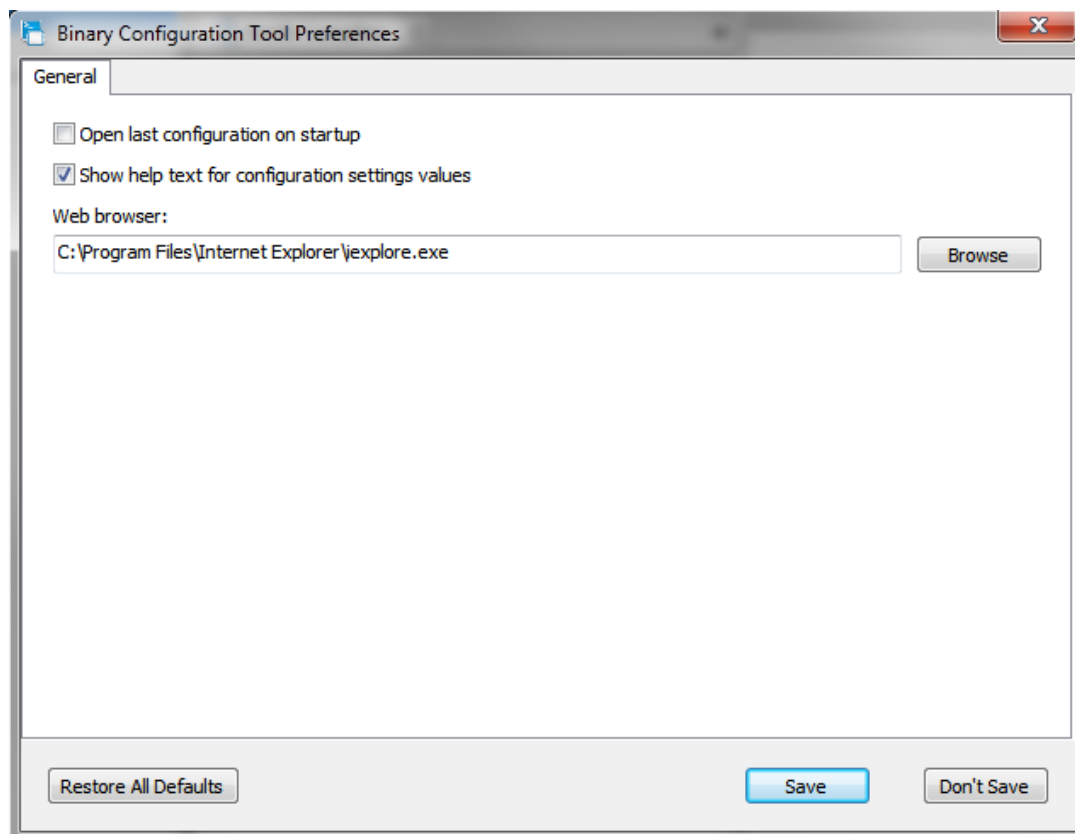 Binary Configuration Tool Preferences
General
Open last configuration on startup
Show help text for configuration settings values
Web browser:
C:\Program Files\Internet Explorer\iexplore.exe
Browse
Restore All Defaults
Save
Don't Save